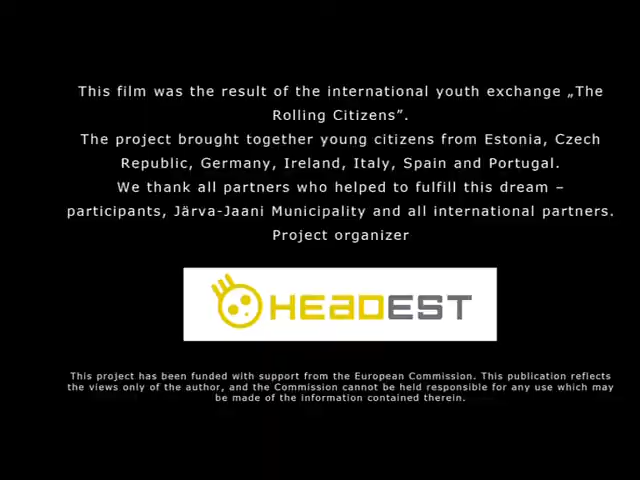 This film was the result of the international youth exchange „The
Rolling Citizens”.
The project brought together young citizens from Estonia, Czech
Republic, Germany, Ireland, Italy, Spain and Portugal.
We thank all partners who helped to fulfill this dream –
participants, Järva-Jaani Municipality and all international partners.
Project organizer
HEADEST
This project has been funded with support from the European Commission. This publication reflects
the views only of the author, and the Commission cannot be held responsible for any use which may
be made of the information contained therein.